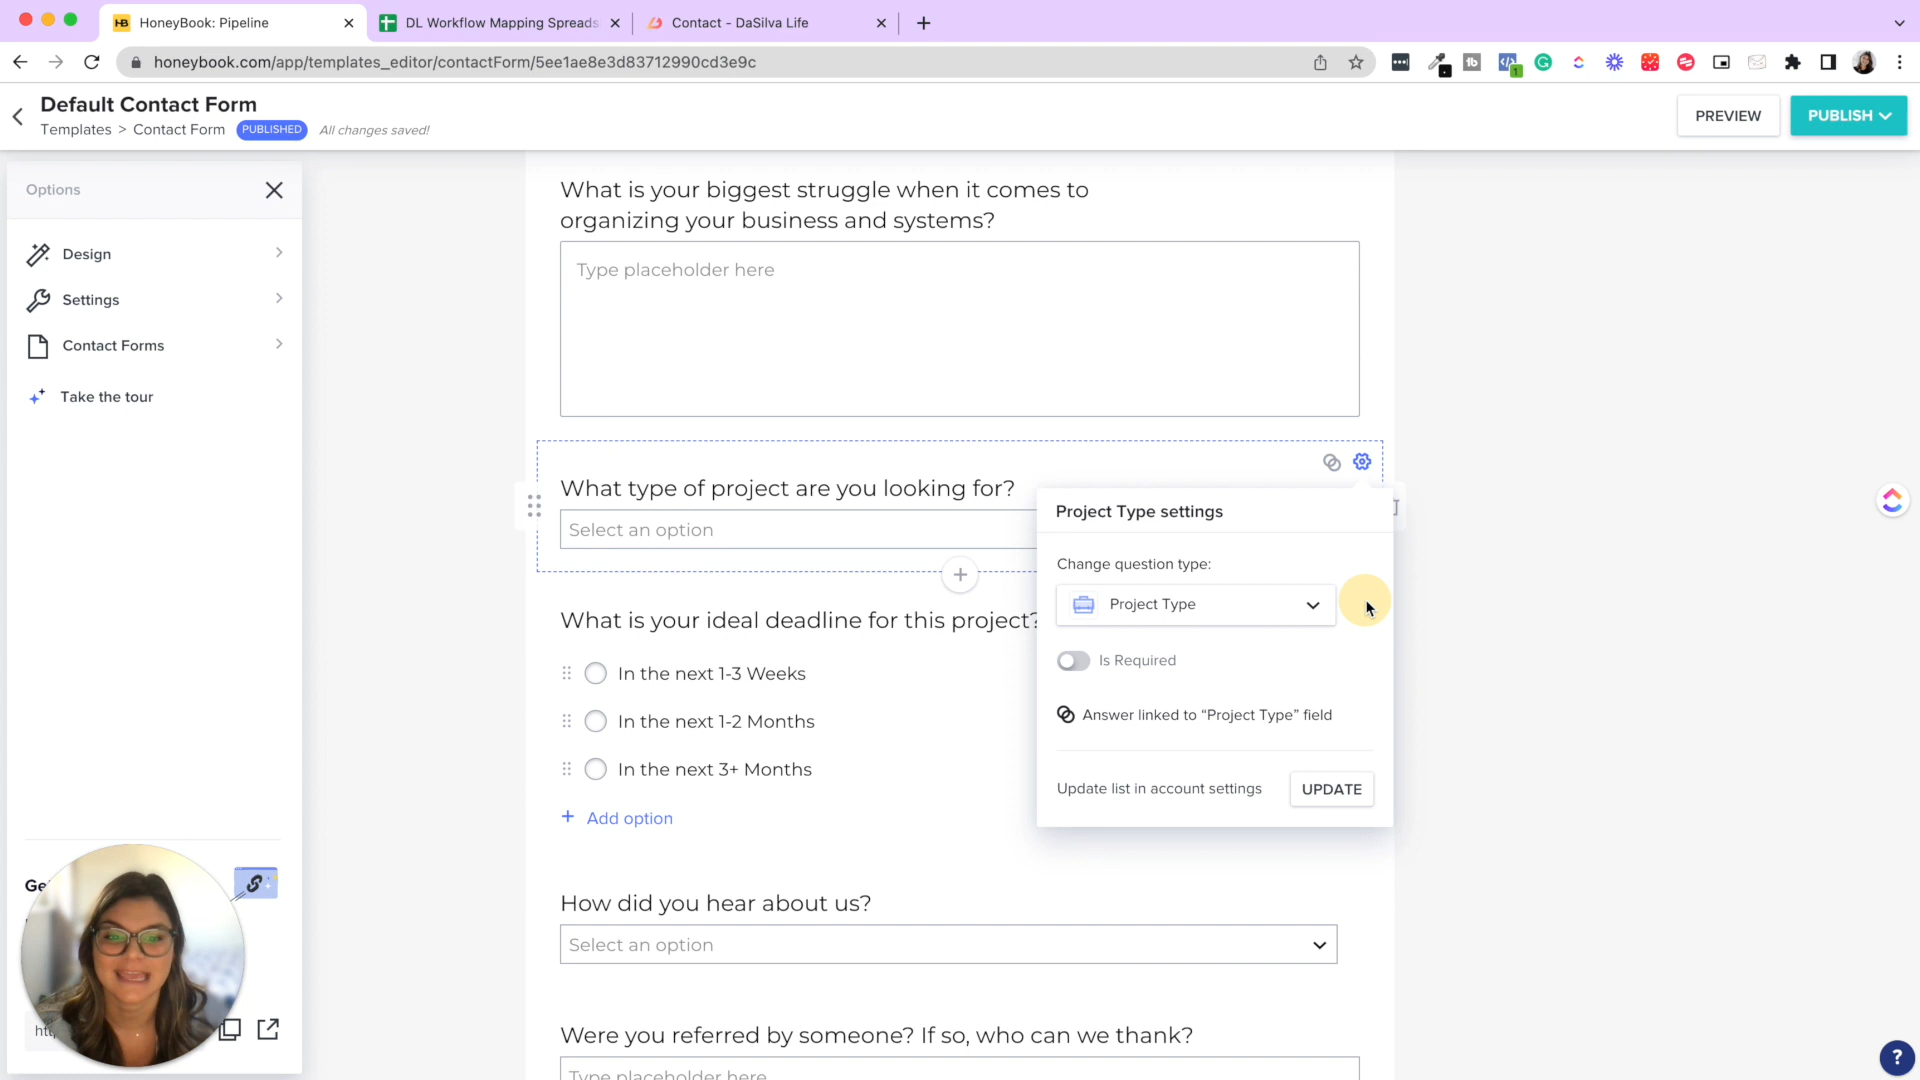 HB HoneyBook: Pipeline
DL Workflow Mapping Spreads
Contact - DaSilva Life
honeybook.com/app/templates_editor/contactForm/5ee1ae8e3d83712990cd3e9c
tb
1
Default Contact Form
Templates > Contact Form PUBLISHED All changes saved!
PREVIEW
PUBLISH
Options
Design
Settings
Contact Forms
Take the tour
What is your biggest struggle when it comes to
organizing your business and systems?
Type placeholder here
What type of project are you looking for?
Select an option
Project Type settings
Change question type:
Project Type
Is Required
Answer linked to “Project Type” field
Update list in account settings UPDATE
What is your ideal deadline for this project?
In the next 1-3 Weeks
In the next 1-2 Months
In the next 3+ Months
+ Add option
How did you hear about us?
Select an option
Were you referred by someone? If so, who can we thank?
Type placeholder here
?